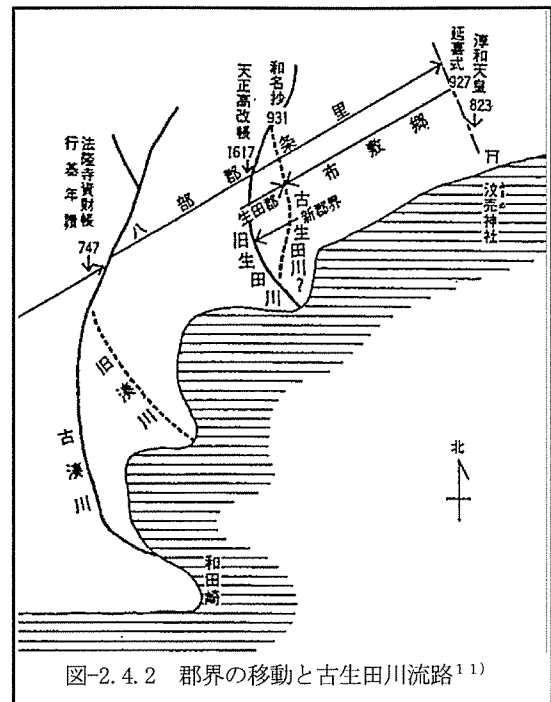 延喜式
927
淳和天皇
823
和名抄
931
天正高改帳
1617
法隆寺資財帳
行基年譜
747
八部郡条里
布敷郷
生田郡
新郡界
古生田川?
旧生田川
汶売神社
旧湊川
古湊川
和田崎
北
図-2.4.2 郡界の移動と古生田川流路11)